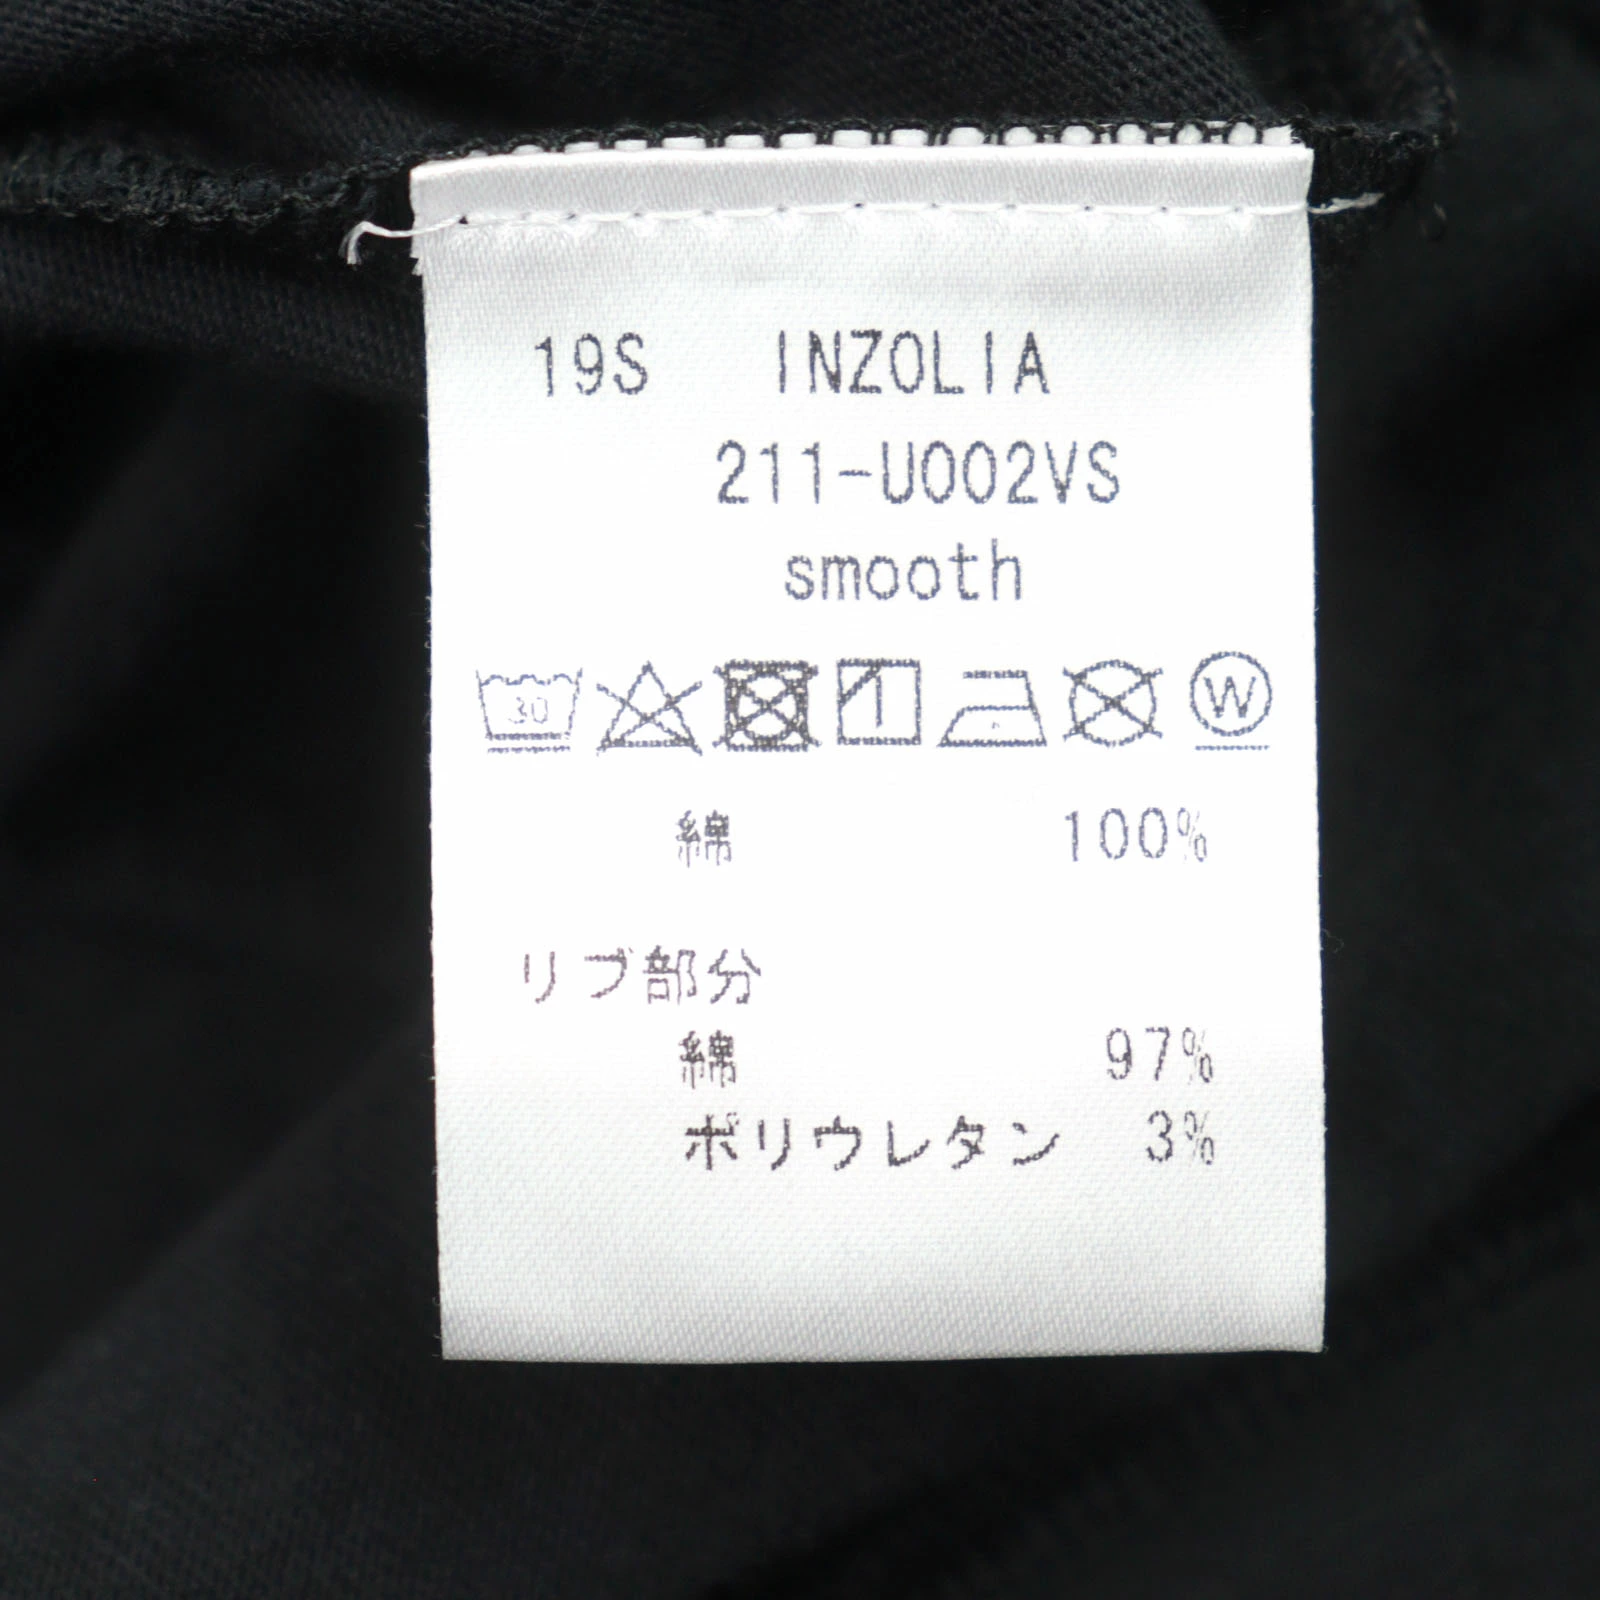 19S INZOLIA
211-U002VS
smooth
30 W
綿 100%
リブ部分
綿 97%
ポリウレタン 3%